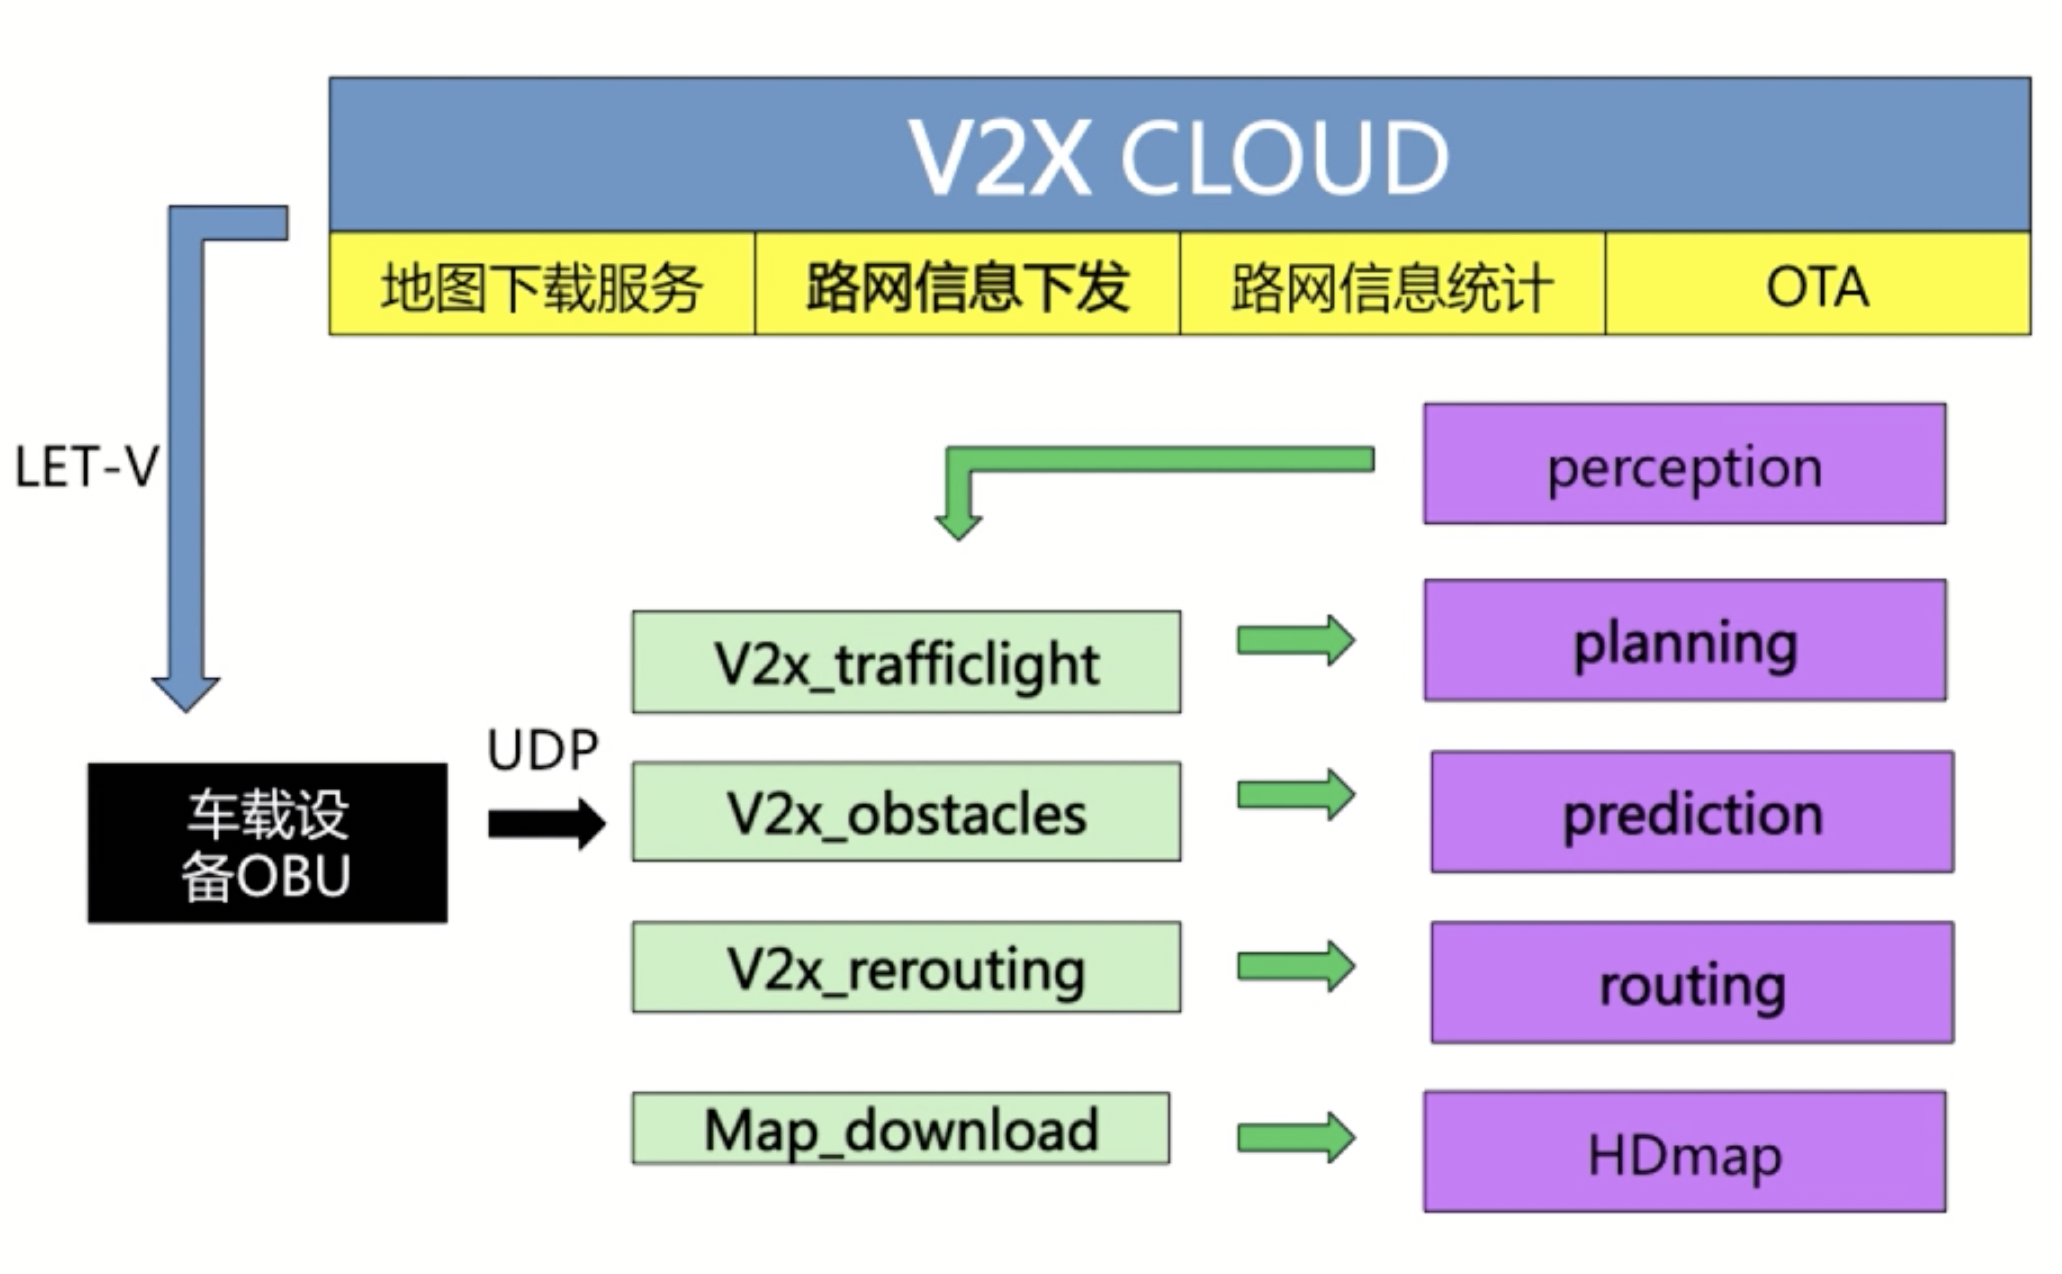 V2X CLOUD
地图下载服务
路网信息下发
路网信息统计
OTA
LET-V
perception
V2x_trafficlight
planning
UDP
车载设
备OBU
V2x_obstacles
prediction
V2x_rerouting
routing
Map_download
HDmap